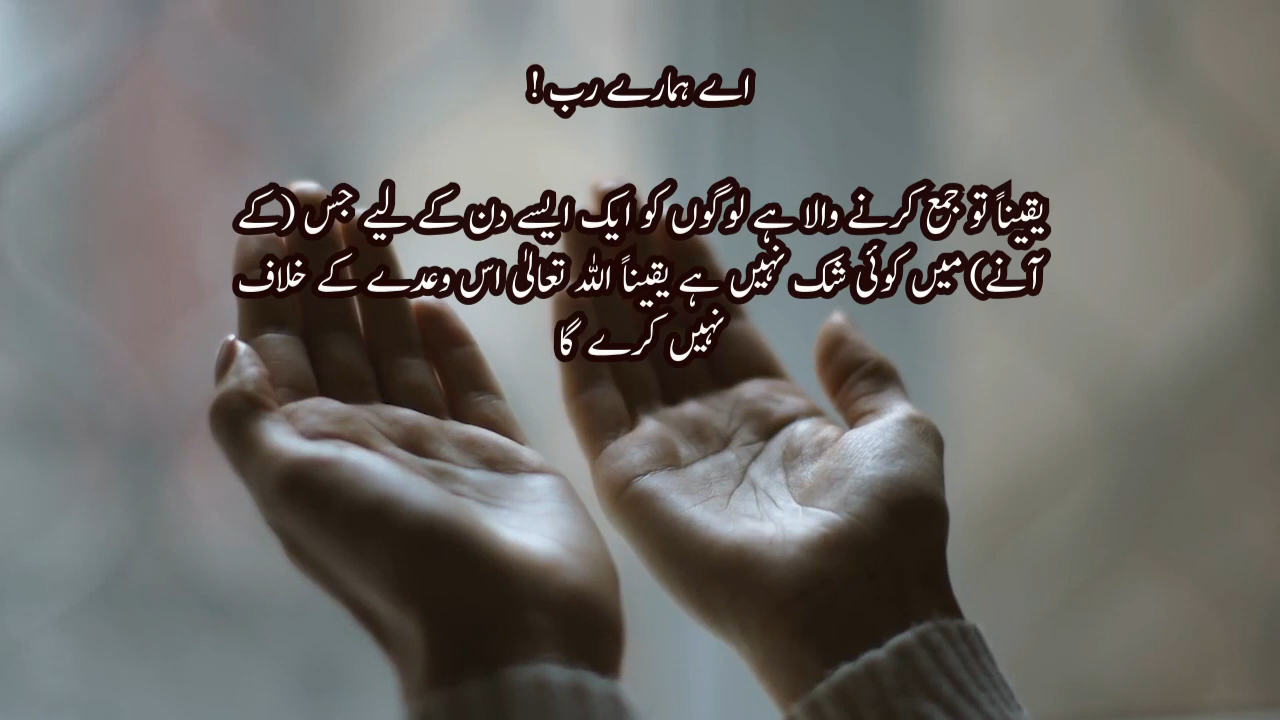 اے ہمارے رب !
یقیناً تو جمع کرنے والا ہے لوگوں کو ایک ایسے دن کے لیے جس (کے
آنے) میں کوئی شک نہیں ہے یقیناً اللہ تعالیٰ اس وعدے کے خلاف
نہیں کرے گا